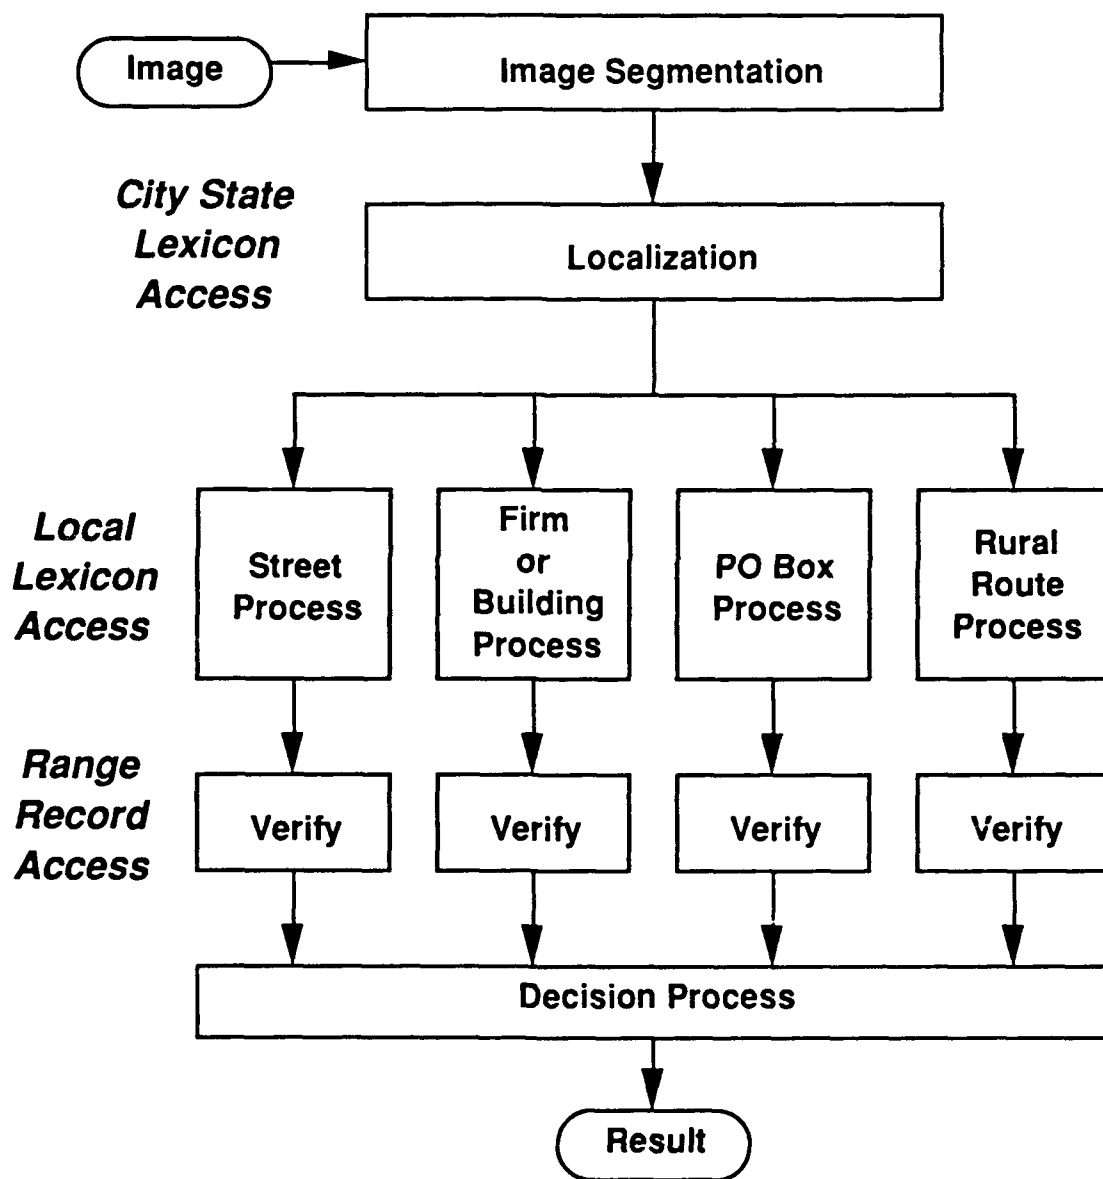 Image
Image Segmentation
City State
Lexicon
Access
Localization
Local
Lexicon
Access
Street
Process
Firm
or
Building
Process
PO Box
Process
Rural
Route
Process
Range
Record
Access
Verify
Verify
Verify
Verify
Decision Process
Result